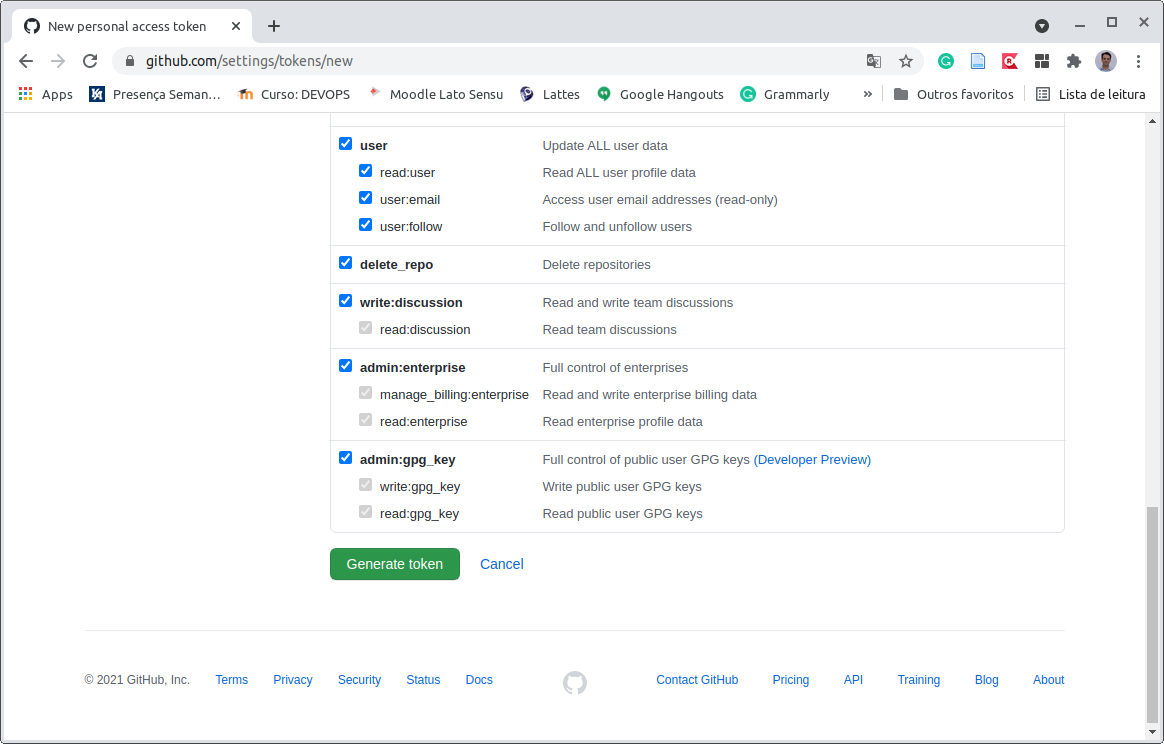 New personal access token
github.com/settings/tokens/new
Apps Presença Seman... Curso: DEVOPS Moodle Lato Sensu Lattes Google Hangouts Grammarly » Outros favoritos Lista de leitura
user Update ALL user data
read:user Read ALL user profile data
user:email Access user email addresses (read-only)
user:follow Follow and unfollow users
delete_repo Delete repositories
write:discussion Read and write team discussions
read:discussion Read team discussions
admin:enterprise Full control of enterprises
manage_billing:enterprise Read and write enterprise billing data
read:enterprise Read enterprise profile data
admin:gpg_key Full control of public user GPG keys (Developer Preview)
write:gpg_key Write public user GPG keys
read:gpg_key Read public user GPG keys
Generate token Cancel
© 2021 GitHub, Inc. Terms Privacy Security Status Docs Contact GitHub Pricing API Training Blog About